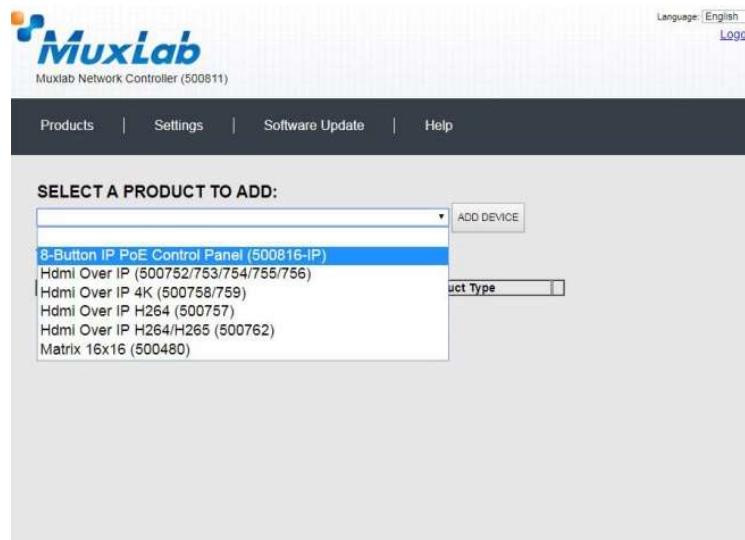 Language: English
Logo
MuxLab
Muxlab Network Controller (500811)
Products | Settings | Software Update | Help
SELECT A PRODUCT TO ADD:
ADD DEVICE
8-Button IP PoE Control Panel (500816-IP)
Hdmi Over IP (500752/753/754/755/756)
Hdmi Over IP 4K (500758/759)
uct Type
Hdmi Over IP H264 (500757)
Hdmi Over IP H264/H265 (500762)
Matrix 16x16 (500480)